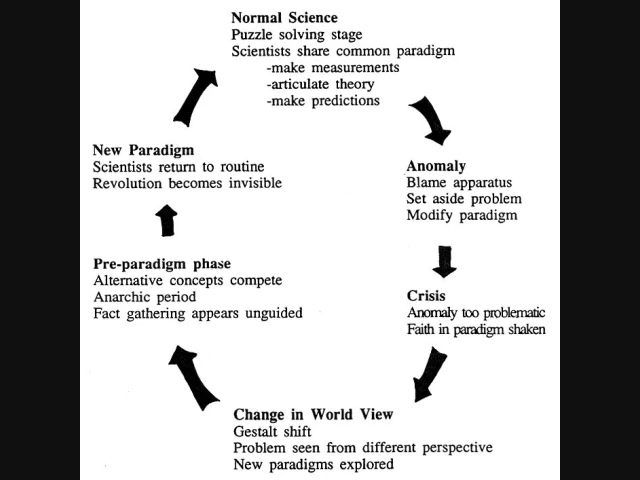 Normal Science
Puzzle solving stage
Scientists share common paradigm
-make measurements
-articulate theory
-make predictions
Anomaly
Blame apparatus
Set aside problem
Modify paradigm
Crisis
Anomaly too problematic
Faith in paradigm shaken
Change in World View
Gestalt shift
Problem seen from different perspective
New paradigms explored
Pre-paradigm phase
Alternative concepts compete
Anarchic period
Fact gathering appears unguided
New Paradigm
Scientists return to routine
Revolution becomes invisible